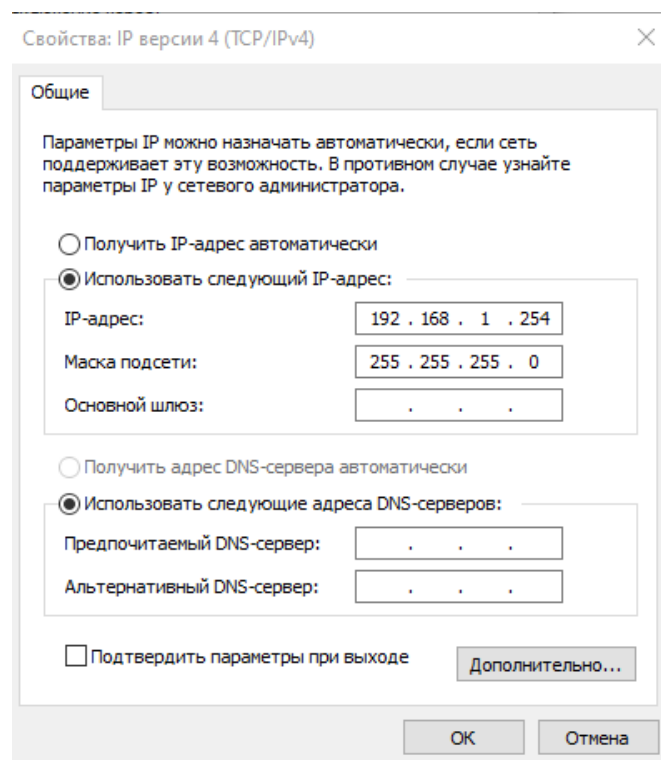 Свойства: IP версии 4 (TCP/IPv4)
Общие
Параметры IP можно назначать автоматически, если сеть
поддерживает эту возможность. В противном случае узнайте
параметры IP у сетевого администратора.
Получить IP-адрес автоматически
Использовать следующий IP-адрес:
IP-адрес: 192 . 168 . 1 . 254
Маска подсети: 255 . 255 . 255 . 0
Основной шлюз: . . .
Получить адрес DNS-сервера автоматически
Использовать следующие адреса DNS-серверов:
Предпочитаемый DNS-сервер: . . .
Альтернативный DNS-сервер: . . .
Подтвердить параметры при выходе
Дополнительно...
ОК Отмена